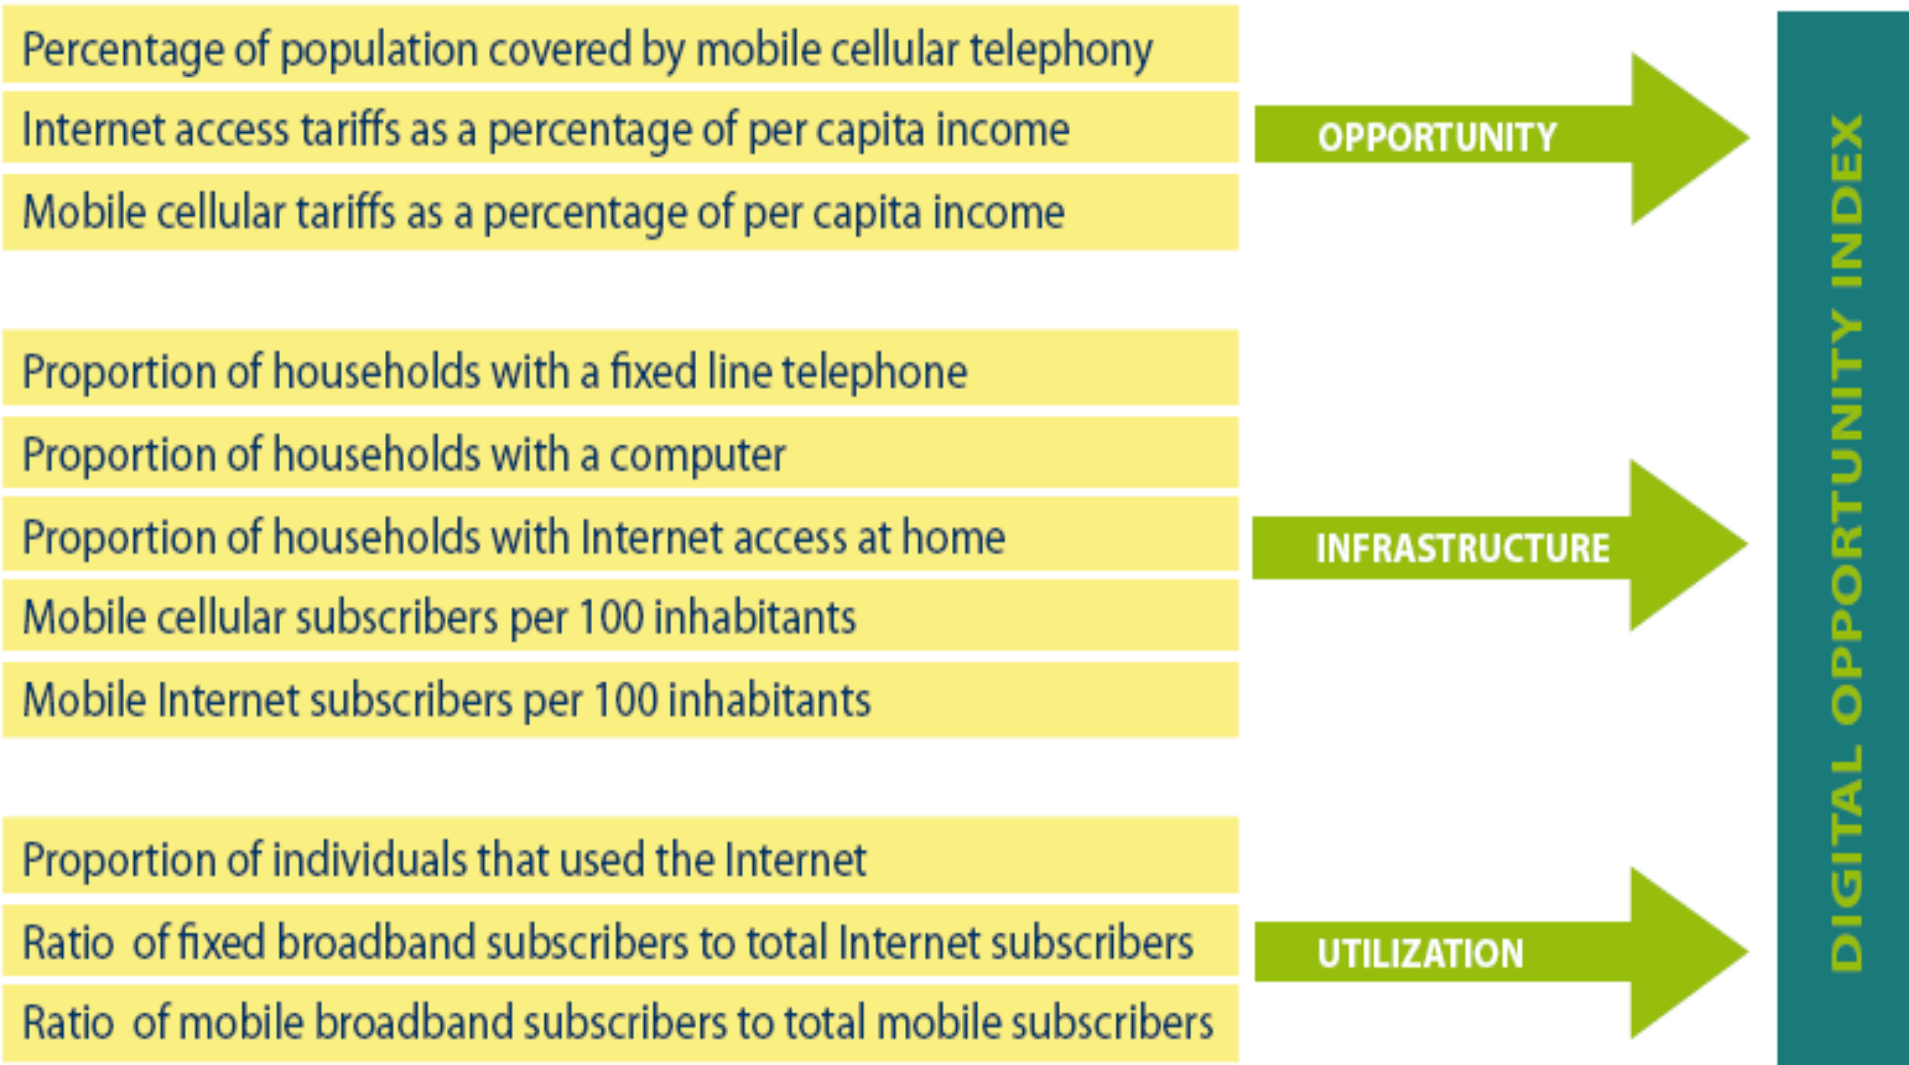 Percentage of population covered by mobile cellular telephony
Internet access tariffs as a percentage of per capita income
Mobile cellular tariffs as a percentage of per capita income
OPPORTUNITY
Proportion of households with a fixed line telephone
Proportion of households with a computer
Proportion of households with Internet access at home
Mobile cellular subscribers per 100 inhabitants
Mobile Internet subscribers per 100 inhabitants
INFRASTRUCTURE
Proportion of individuals that used the Internet
Ratio of fixed broadband subscribers to total Internet subscribers
Ratio of mobile broadband subscribers to total mobile subscribers
UTILIZATION
DIGITAL OPPORTUNITY INDEX